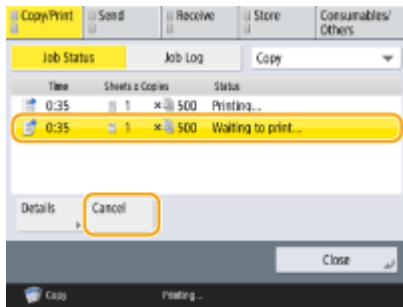 Copy/Print Send Receive Store Consumables/
Others
Job Status Job Log Copy
Time Sheets x Copies Status
0:35 1 × 500 Printing...
0:35 1 × 500 Waiting to print...
Details Cancel
Close
Copy Printing...